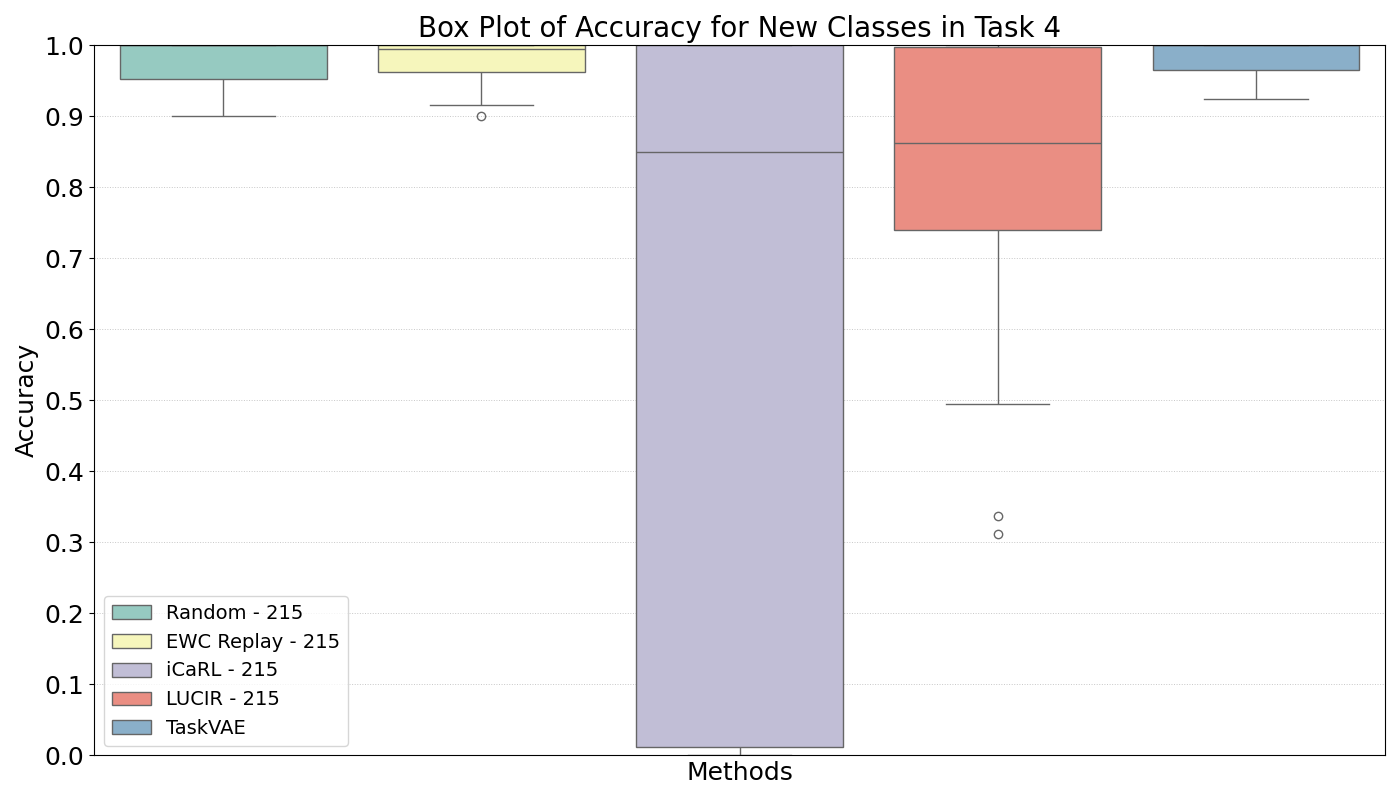 Box Plot of Accuracy for New Classes in Task 4
1.0
0.9
0.8
0.7
0.6
0.5
0.4
0.3
0.2
0.1
0.0
Accuracy
Random - 215
EWC Replay - 215
iCaRL - 215
LUCIR - 215
TaskVAE
Methods